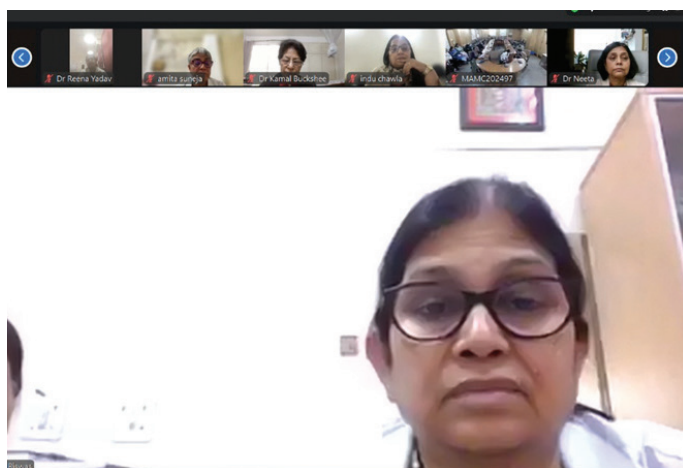 Dr Reena Yadav
amita suneja
Dr Kamal Buckshee
indu chawla
MAMC202497
Dr Neeta